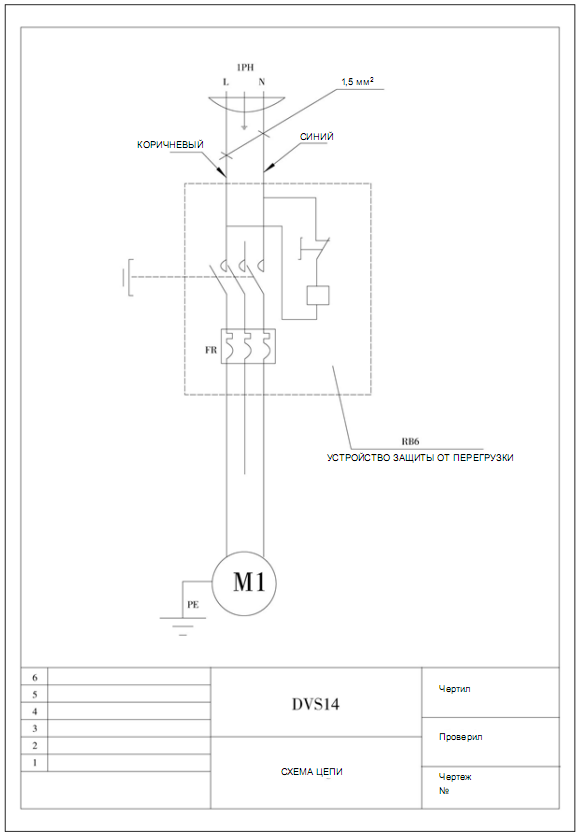 1PH
L N
1,5 мм²
КОРИЧНЕВЫЙ
СИНИЙ
FR
RB6
УСТРОЙСТВО ЗАЩИТЫ ОТ ПЕРЕГРУЗКИ
M1
PE
6
5
4
3
2
1
DVS14
СХЕМА ЦЕПИ
Чертил
Проверил
Чертеж
№